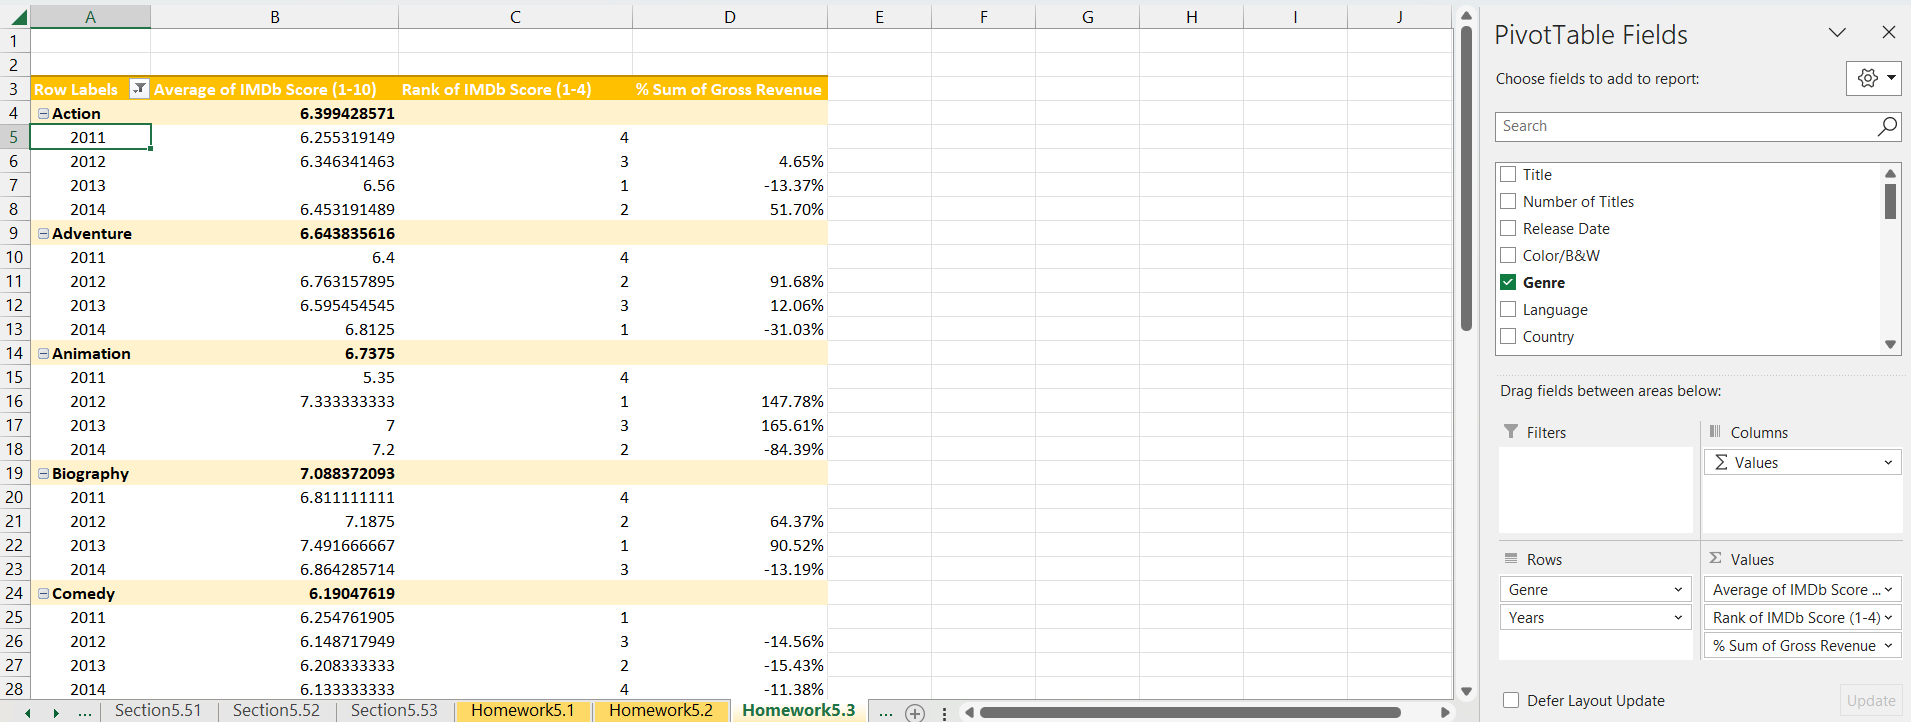 A B C D E F G H I J
1
2
3 Row Labels Average of IMDb Score (1-10) Rank of IMDb Score (1-4) % Sum of Gross Revenue
4 Action 6.399428571
5 2011 6.255319149 4
6 2012 6.346341463 3 4.65%
7 2013 6.56 1 -13.37%
8 2014 6.453191489 2 51.70%
9 Adventure 6.643835616
10 2011 6.4 4
11 2012 6.763157895 2 91.68%
12 2013 6.595454545 3 12.06%
13 2014 6.8125 1 -31.03%
14 Animation 6.7375
15 2011 5.35 4
16 2012 7.333333333 1 147.78%
17 2013 7 3 165.61%
18 2014 7.2 2 -84.39%
19 Biography 7.088372093
20 2011 6.811111111 4
21 2012 7.1875 2 64.37%
22 2013 7.491666667 1 90.52%
23 2014 6.864285714 3 -13.19%
24 Comedy 6.19047619
25 2011 6.254761905 1
26 2012 6.148717949 3 -14.56%
27 2013 6.208333333 2 -15.43%
28 2014 6.133333333 4 -11.38%
... Section5.51 Section5.52 Section5.53 Homework5.1 Homework5.2 Homework5.3 ...
PivotTable Fields
Choose fields to add to report:
Search
Title
Number of Titles
Release Date
Color/B&W
Genre
Language
Country
Drag fields between areas below:
Filters
Columns
Σ Values
Rows
Genre
Years
Σ Values
Average of IMDb Score ...
Rank of IMDb Score (1-4)
% Sum of Gross Revenue
Defer Layout Update
Update